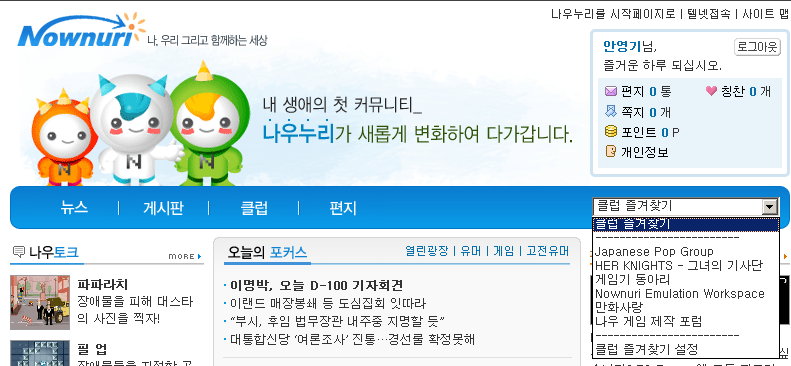 나우누리를 시작페이지로 | 텔넷접속 | 사이트 맵
Nownuri 나, 우리 그리고 함께하는 세상
안영기님,
로그아웃
즐거운 하루 되십시오.
편지 0 통
칭찬 0 개
쪽지 0 개
포인트 0 P
개인정보
내 생애의 첫 커뮤니티_
나우누리가 새롭게 변화하여 다가갑니다.
N N N
뉴스 | 게시판 | 클럽 | 편지
클럽 즐겨찾기
클럽 즐겨찾기
------------------------
Japanese Pop Group
HER KNIGHTS - 그녀의 기사단
게임기 동아리
Nownuri Emulation Workspace
만화사랑
나우 게임 제작 포럼
------------------------
클럽 즐겨찾기 설정
나우토크
MORE
파파라치
장애물을 피해 대스타
의 사진을 찍자!
필 업
오늘의 포커스
열린광장 | 유머 | 게임 | 고전유머
이명박, 오늘 D-100 기자회견
이랜드 매장봉쇄 등 도심집회 잇따라
“부시, 후임 법무장관 내주중 지명할 듯”
대통합신당 ‘여론조사’ 진통…경선룰 확정못해